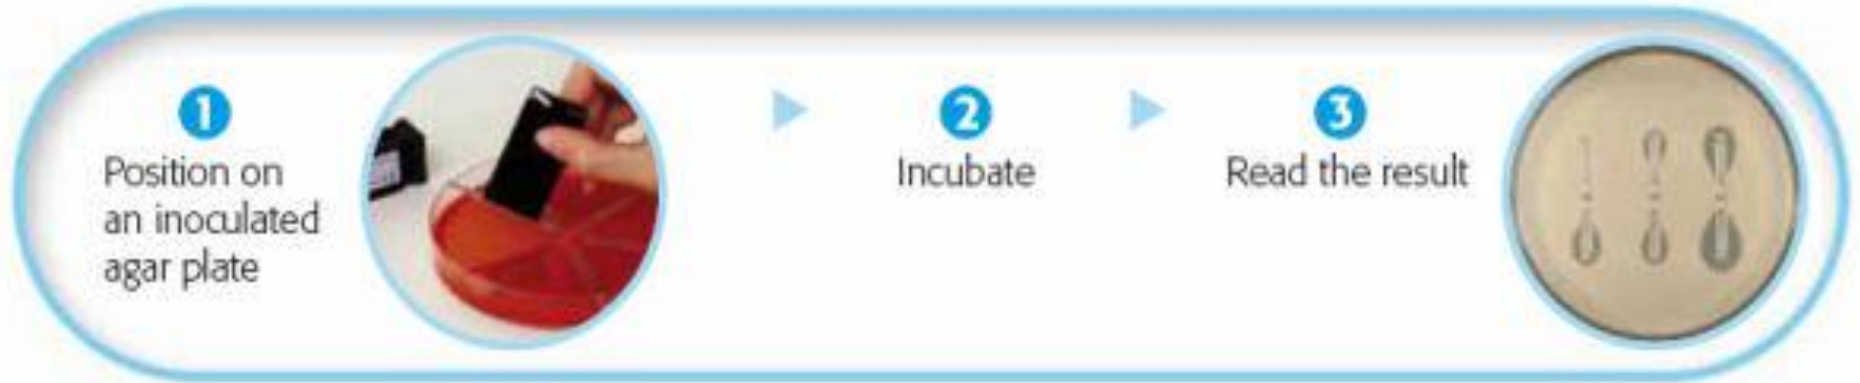 1
Position on
an inoculated
agar plate
2
Incubate
3
Read the result